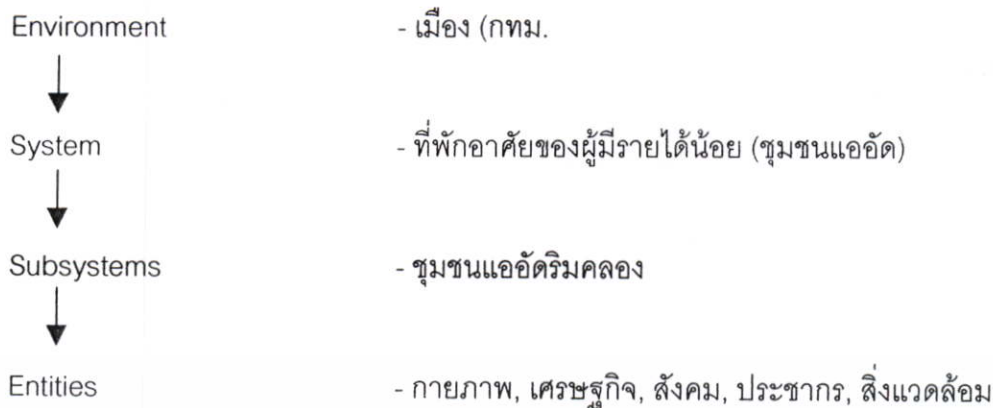 Environment - เมือง (กทม.
System - ที่พักอาศัยของผู้มีรายได้น้อย (ชุมชนแออัด)
Subsystems - ชุมชนแออัดริมคลอง
Entities - กายภาพ, เศรษฐกิจ, สังคม, ประชากร, สิ่งแวดล้อม